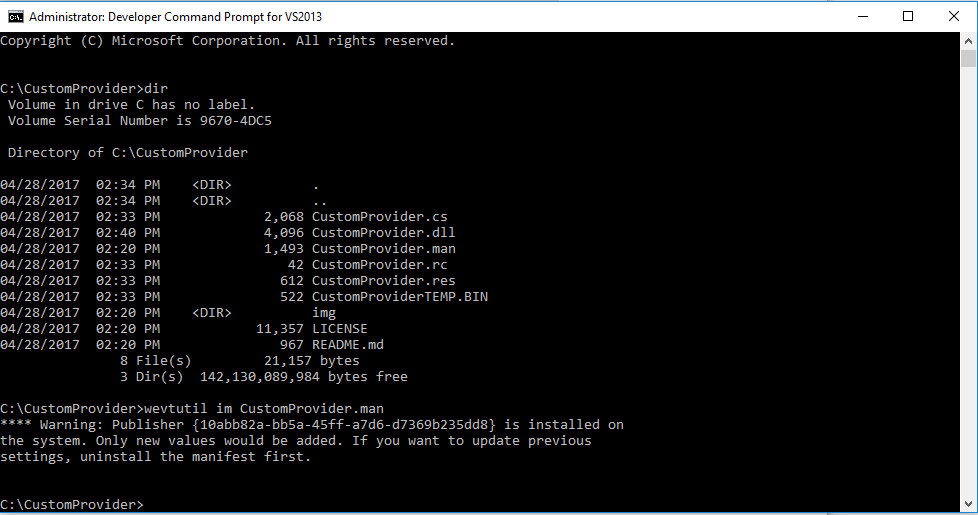 Administrator: Developer Command Prompt for VS2013
Copyright (C) Microsoft Corporation. All rights reserved.
C:\CustomProvider>dir
Volume in drive C has no label.
Volume Serial Number is 9670-4DC5
Directory of C:\CustomProvider
04/28/2017  02:34 PM    <DIR>          .
04/28/2017  02:34 PM    <DIR>          ..
04/28/2017  02:33 PM             2,068 CustomProvider.cs
04/28/2017  02:40 PM             4,096 CustomProvider.dll
04/28/2017  02:20 PM             1,493 CustomProvider.man
04/28/2017  02:33 PM                42 CustomProvider.rc
04/28/2017  02:33 PM               612 CustomProvider.res
04/28/2017  02:33 PM               522 CustomProviderTEMP.BIN
04/28/2017  02:20 PM    <DIR>          img
04/28/2017  02:20 PM            11,357 LICENSE
04/28/2017  02:20 PM               967 README.md
8 File(s)         21,157 bytes
3 Dir(s)  142,130,089,984 bytes free
C:\CustomProvider>wevtutil im CustomProvider.man
**** Warning: Publisher {10abb82a-bb5a-45ff-a7d6-d7369b235dd8} is installed on
the system. Only new values would be added. If you want to update previous
settings, uninstall the manifest first.
C:\CustomProvider>